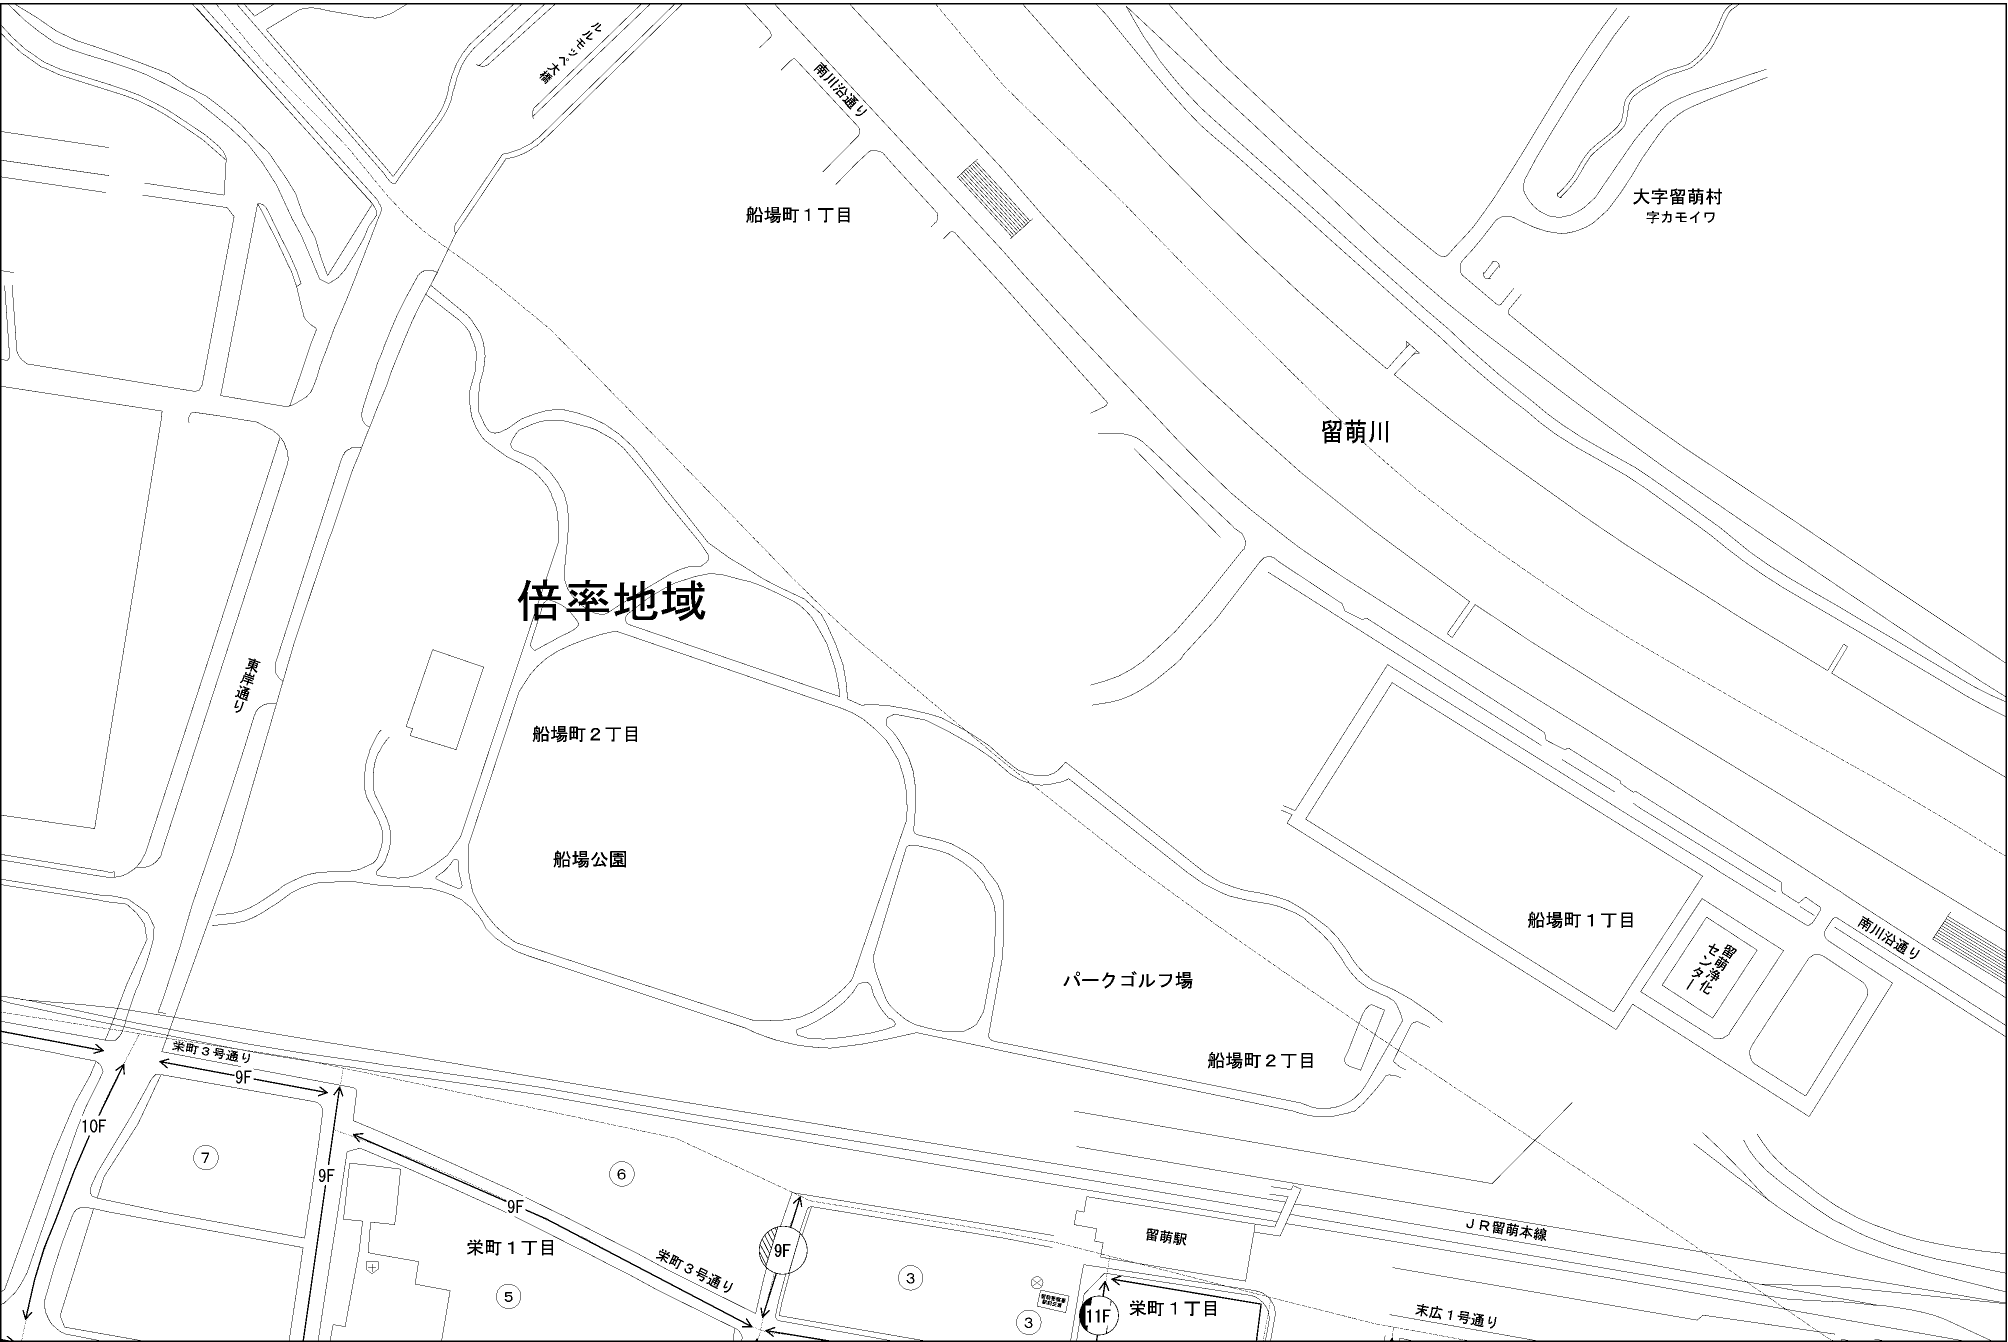 ルルモッペ大橋
南川沿通り
船場町１丁目
大字留萌村
字カモイワ
留萌川
倍率地域
東岸通り
船場町２丁目
船場公園
船場町１丁目
南川沿通り
留萌浄化
センター
パークゴルフ場
船場町２丁目
栄町３号通り
9F
10F
7
9F
6
9F
栄町１丁目
栄町３号通り
9F
留萌駅
ＪＲ留萌本線
3
5
3
11F
栄町１丁目
末広１号通り